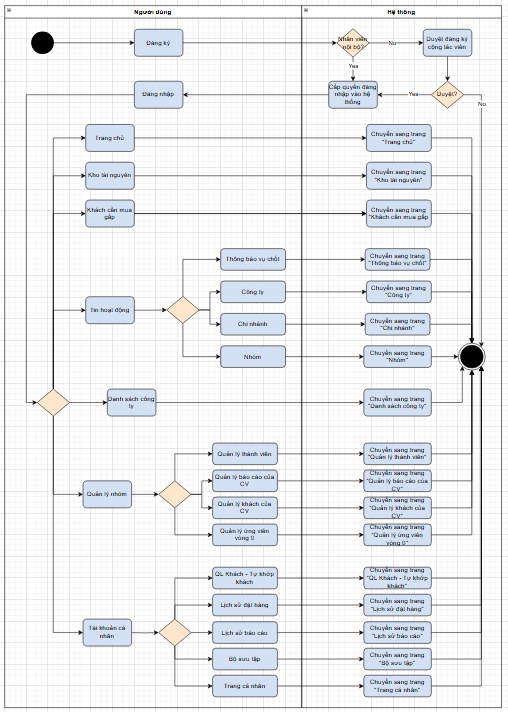 Người dùng
Hệ thống
Đăng ký
Nhân viên
nội bộ?
No
Duyệt đăng ký
cộng tác viên
Yes
Đăng nhập
Cấp quyền đăng
nhập vào hệ
thống
Yes
Duyệt?
No
Trang chủ
Chuyển sang trang
"Trang chủ"
Kho tài nguyên
Chuyển sang trang
"Kho tài nguyên"
Khách cần mua
gấp
Chuyển sang trang
"Khách cần mua gấp"
Thông báo vụ chốt
Chuyển sang trang
"Thông báo vụ chốt"
Công ty
Chuyển sang trang
"Công ty"
Tin hoạt động
Chi nhánh
Chuyển sang trang
"Chi nhánh"
Nhóm
Chuyển sang trang
"Nhóm"
Danh sách công
ty
Chuyển sang trang
"Danh sách công ty"
Quản lý thành viên
Chuyển sang trang
"Quản lý thành viên"
Quản lý báo cáo của
CV
Chuyển sang trang
"Quản lý báo cáo của
CV"
Quản lý nhóm
Quản lý khách của
CV
Chuyển sang trang
"Quản lý khách của
CV"
Quản lý ứng viên
vòng 0
Chuyển sang trang
"Quản lý ứng viên
vòng 0"
QL Khách - Tự khớp
khách
Chuyển sang trang
"QL Khách - Tự khớp
khách"
Lịch sử đặt hàng
Chuyển sang trang
"Lịch sử đặt hàng"
Tài khoản cá
nhân
Lịch sử báo cáo
Chuyển sang trang
"Lịch sử báo cáo"
Bộ sưu tập
Chuyển sang trang
"Bộ sưu tập"
Trang cá nhân
Chuyển sang trang
"Trang cá nhân"